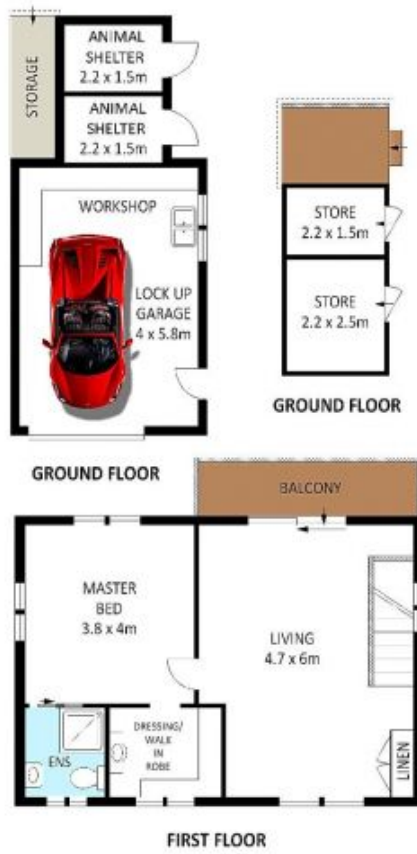 STORAGE
ANIMAL
SHELTER
2.2 x 1.5m
ANIMAL
SHELTER
2.2 x 1.5m
WORKSHOP
LOCK UP
GARAGE
4 x 5.8m
GROUND FLOOR
STORE
2.2 x 1.5m
STORE
2.2 x 2.5m
GROUND FLOOR
BALCONY
MASTER
BED
3.8 x 4m
LIVING
4.7 x 6m
ENS
DRESSING/
WALK
IN
ROBE
LINEN
FIRST FLOOR